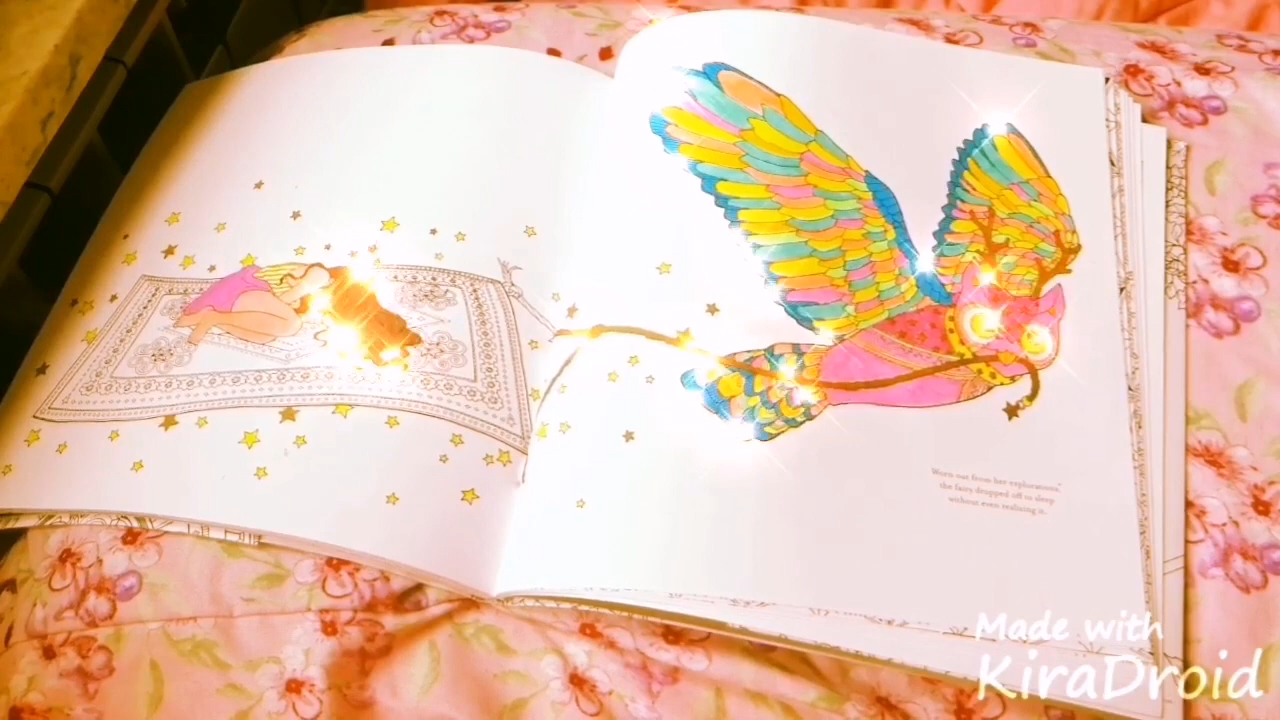 Worn out from her explorations,
the fairy dropped off to sleep
without even realizing it.
Made with
KiraDroid